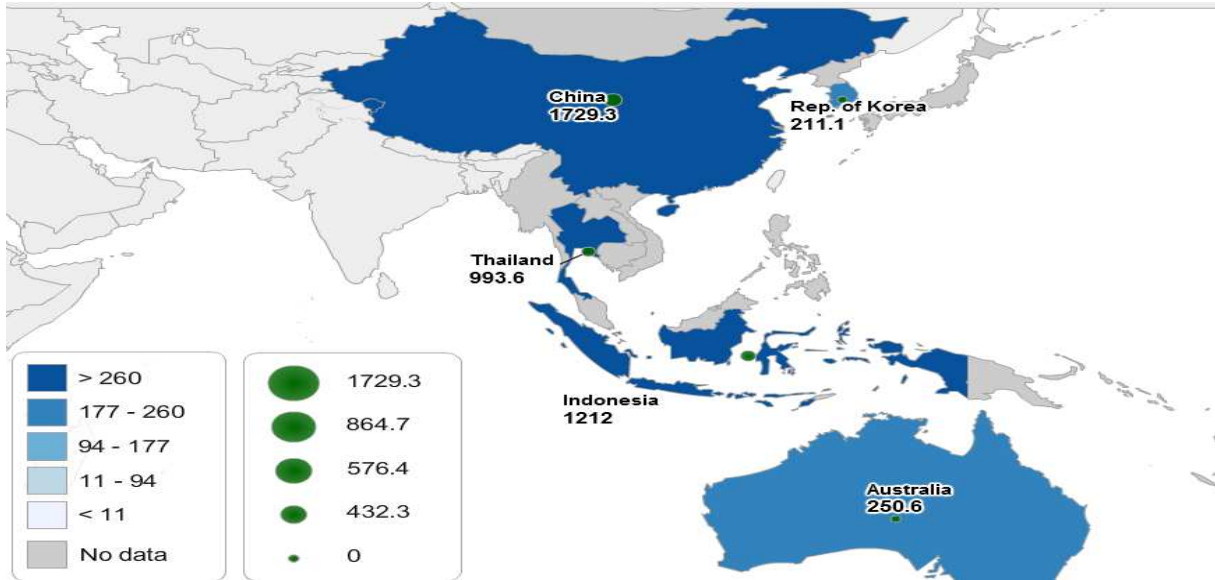 China
1729.3
Rep. of Korea
211.1
Thailand
993.6
Indonesia
1212
Australia
250.6
> 260
177 - 260
94 - 177
11 - 94
< 11
No data
1729.3
864.7
576.4
432.3
0